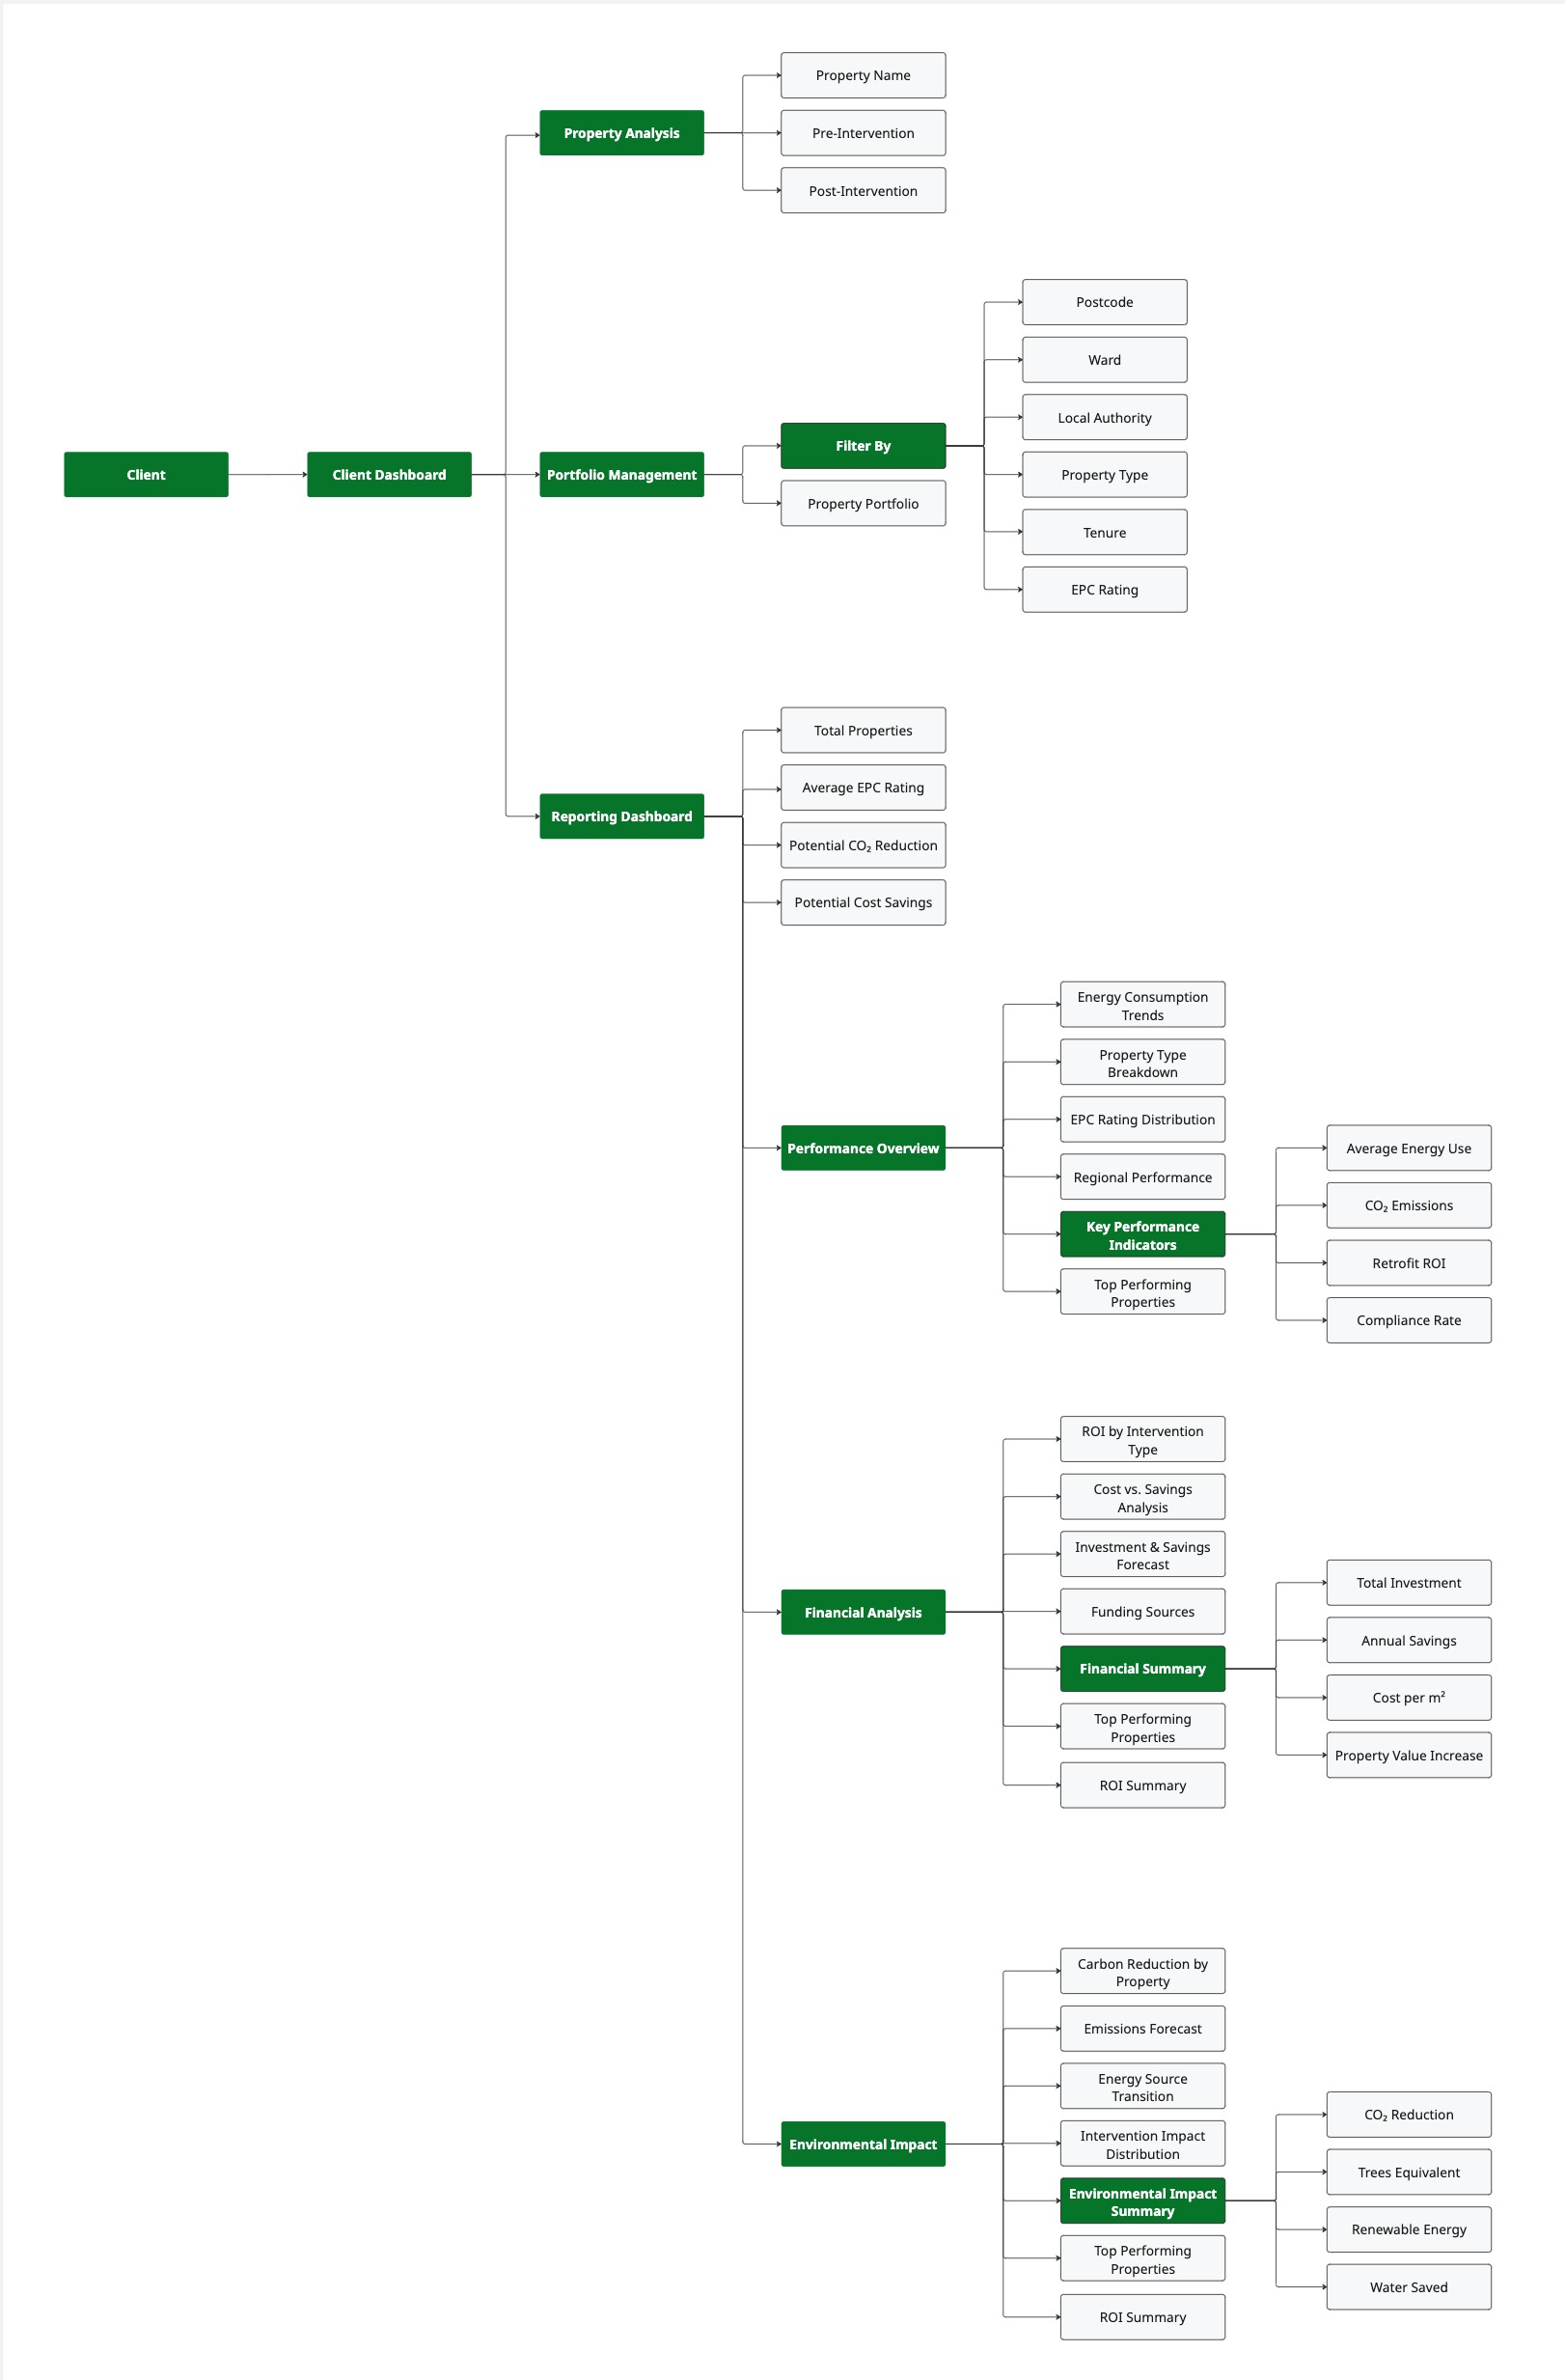 Property Name
Property Analysis
Pre-Intervention
Post-Intervention
Postcode
Ward
Local Authority
Filter By
Client
Client Dashboard
Portfolio Management
Property Type
Property Portfolio
Tenure
EPC Rating
Total Properties
Average EPC Rating
Reporting Dashboard
Potential CO₂ Reduction
Potential Cost Savings
Energy Consumption
Trends
Property Type
Breakdown
EPC Rating Distribution
Performance Overview
Average Energy Use
Regional Performance
CO₂ Emissions
Key Performance
Indicators
Retrofit ROI
Top Performing
Properties
Compliance Rate
ROI by Intervention
Type
Cost vs. Savings
Analysis
Investment & Savings
Forecast
Total Investment
Financial Analysis
Funding Sources
Annual Savings
Financial Summary
Cost per m²
Top Performing
Properties
Property Value Increase
ROI Summary
Carbon Reduction by
Property
Emissions Forecast
Energy Source
Transition
CO₂ Reduction
Environmental Impact
Intervention Impact
Distribution
Trees Equivalent
Environmental Impact
Summary
Renewable Energy
Top Performing
Properties
Water Saved
ROI Summary